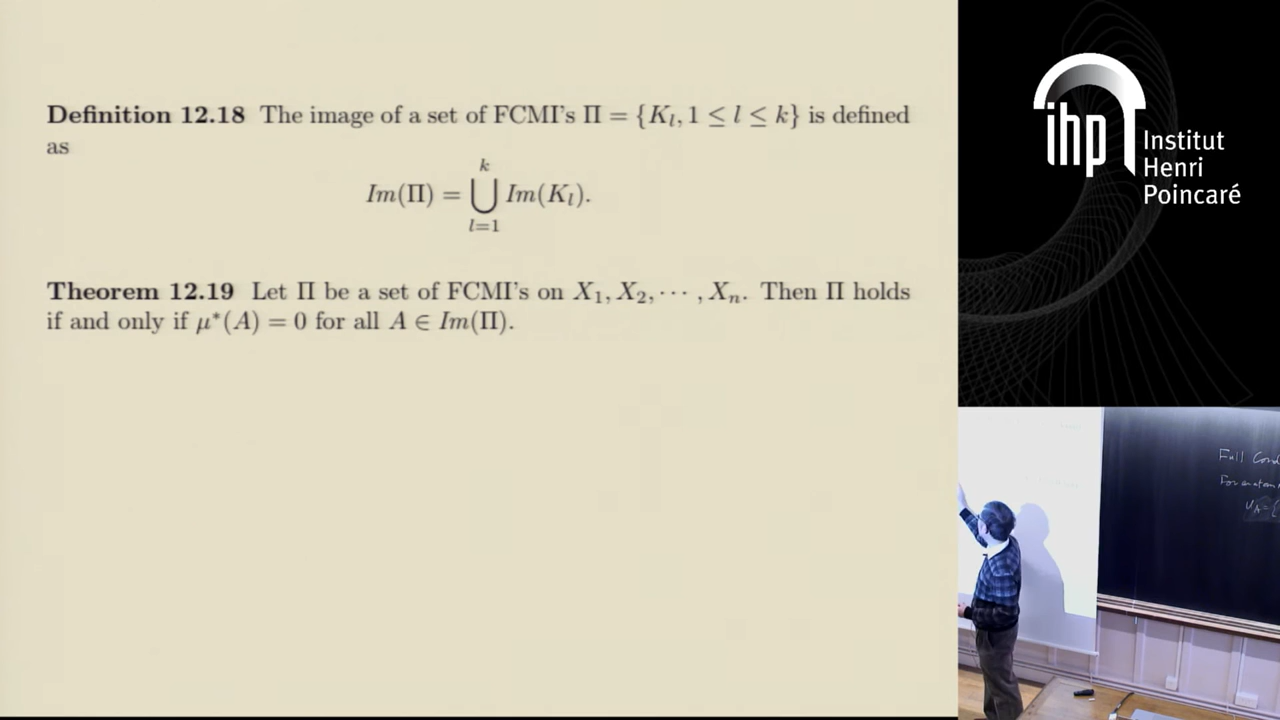 Definition 12.18 The image of a set of FCMI's Π = {K_l, 1 ≤ l ≤ k} is defined
as
Im(Π) = ⋃_{l=1}^{k} Im(K_l).
Theorem 12.19 Let Π be a set of FCMI's on X_1, X_2, ⋯ , X_n. Then Π holds
if and only if μ*(A) = 0 for all A ∈ Im(Π).
ihp
Institut
Henri
Poincaré
Full